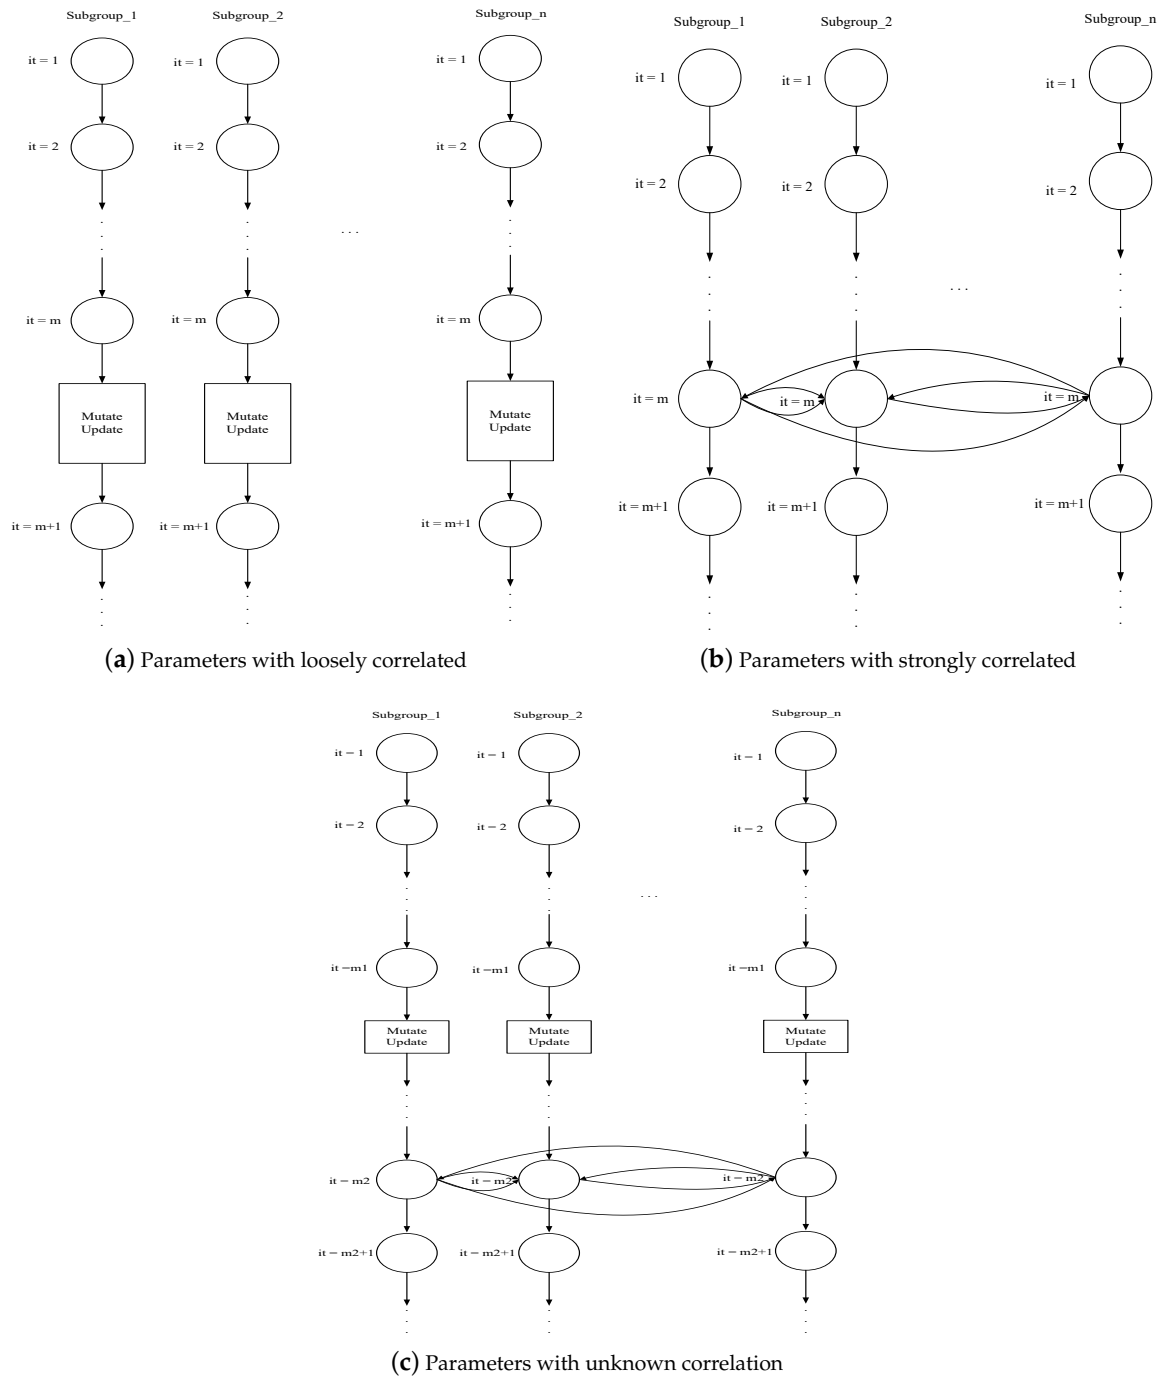 Subgroup_1 Subgroup_2 Subgroup_n
it = 1 it = 1 it = 1
it = 2 it = 2 it = 2
. . .
it = m it = m it = m
Mutate Mutate Mutate
Update Update Update
it = m+1 it = m+1 it = m+1
(a) Parameters with loosely correlated
Subgroup_1 Subgroup_2 Subgroup_n
it = 1 it = 1 it = 1
it = 2 it = 2 it = 2
. . .
it = m it = m it = m
it = m+1 it = m+1 it = m+1
(b) Parameters with strongly correlated
Subgroup_1 Subgroup_2 Subgroup_n
it − 1 it − 1 it − 1
it − 2 it − 2 it − 2
. . .
it −m1 it −m1 it −m1
Mutate Mutate Mutate
Update Update Update
it − m2 it − m2 it − m2
it − m2+1 it − m2+1 it − m2+1
(c) Parameters with unknown correlation